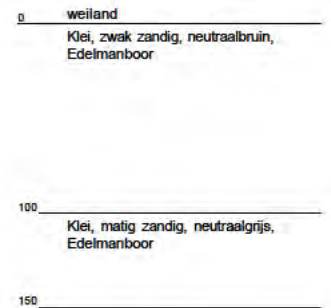 0 weiland
Klei, zwak zandig, neutraalbruin,
Edelmanboor
100
Klei, matig zandig, neutraalgrijs,
Edelmanboor
150